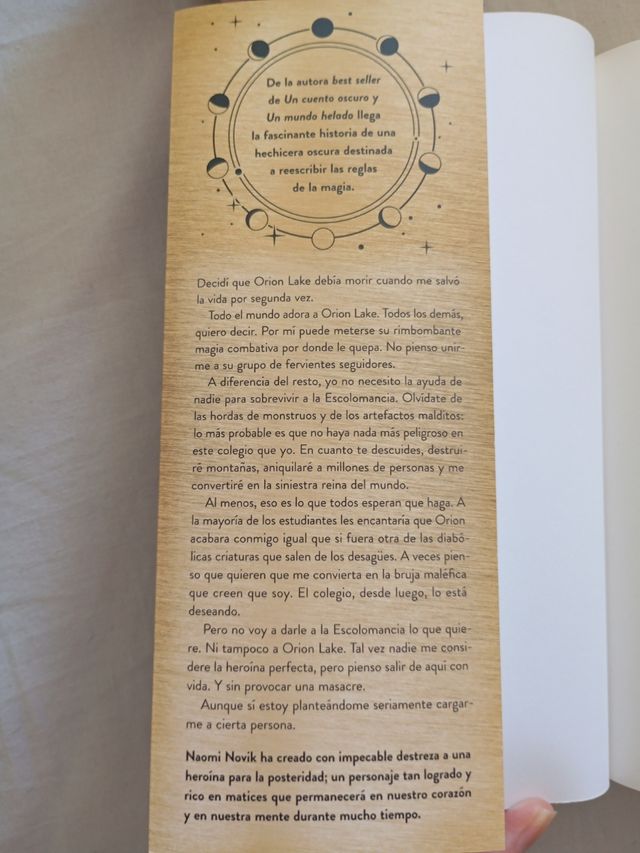 De la autora best seller
de Un cuento oscuro y
Un mundo helado llega
la fascinante historia de una
hechicera oscura destinada
a reescribir las reglas
de la magia.
Decidí que Orion Lake debía morir cuando me salvó
la vida por segunda vez.
Todo el mundo adora a Orion Lake. Todos los demás,
quiero decir. Por mí puede meterse su rimbombante
magia combativa por donde le quepa. No pienso unir-
me a su grupo de fervientes seguidores.
A diferencia del resto, yo no necesito la ayuda de
nadie para sobrevivir a la Escolomancia. Olvídate de
las hordas de monstruos y de los artefactos malditos:
lo más probable es que no haya nada más peligroso en
este colegio que yo. En cuanto te descuides, destrui-
ré montañas, aniquilaré a millones de personas y me
convertiré en la siniestra reina del mundo.
Al menos, eso es lo que todos esperan que haga. A
la mayoría de los estudiantes les encantaría que Orion
acabara conmigo igual que si fuera otra de las diabó-
licas criaturas que salen de los desagües. A veces pien-
so que quieren que me convierta en la bruja maléfica
que creen que soy. El colegio, desde luego, lo está
deseando.
Pero no voy a darle a la Escolomancia lo que quie-
re. Ni tampoco a Orion Lake. Tal vez nadie me consi-
dere la heroína perfecta, pero pienso salir de aquí con
vida. Y sin provocar una masacre.
Aunque sí estoy planteándome seriamente cargar-
me a cierta persona.
Naomi Novik ha creado con impecable destreza a una
heroína para la posteridad; un personaje tan logrado y
rico en matices que permanecerá en nuestro corazón
y en nuestra mente durante mucho tiempo.